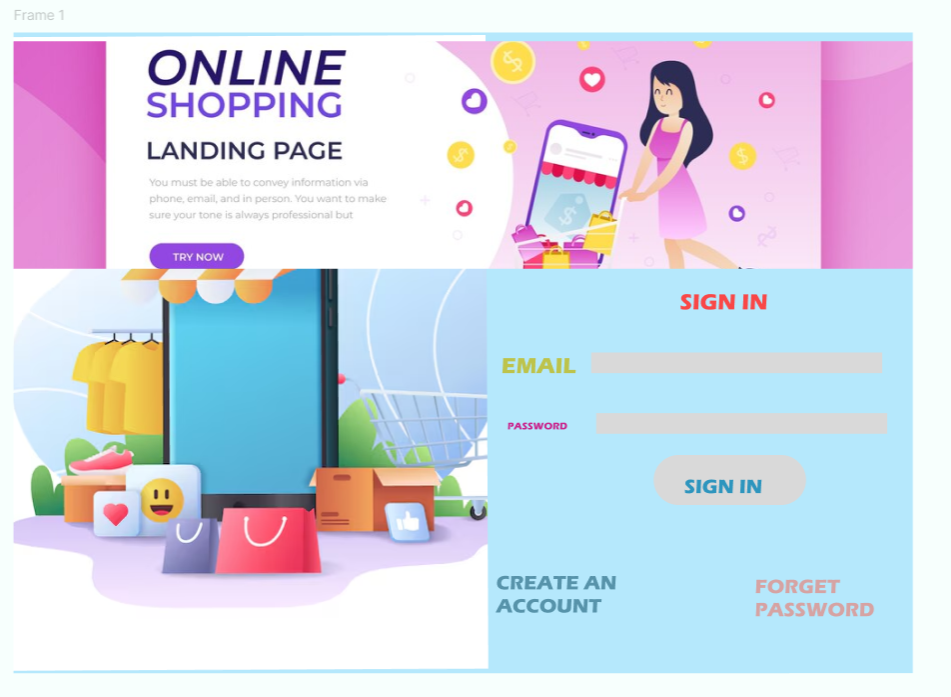 Frame 1
ONLINE
SHOPPING
LANDING PAGE
You must be able to convey information via
phone, email, and in person. You want to make
sure your tone is always professional but
TRY NOW
SIGN IN
EMAIL
PASSWORD
SIGN IN
CREATE AN
ACCOUNT
FORGET
PASSWORD